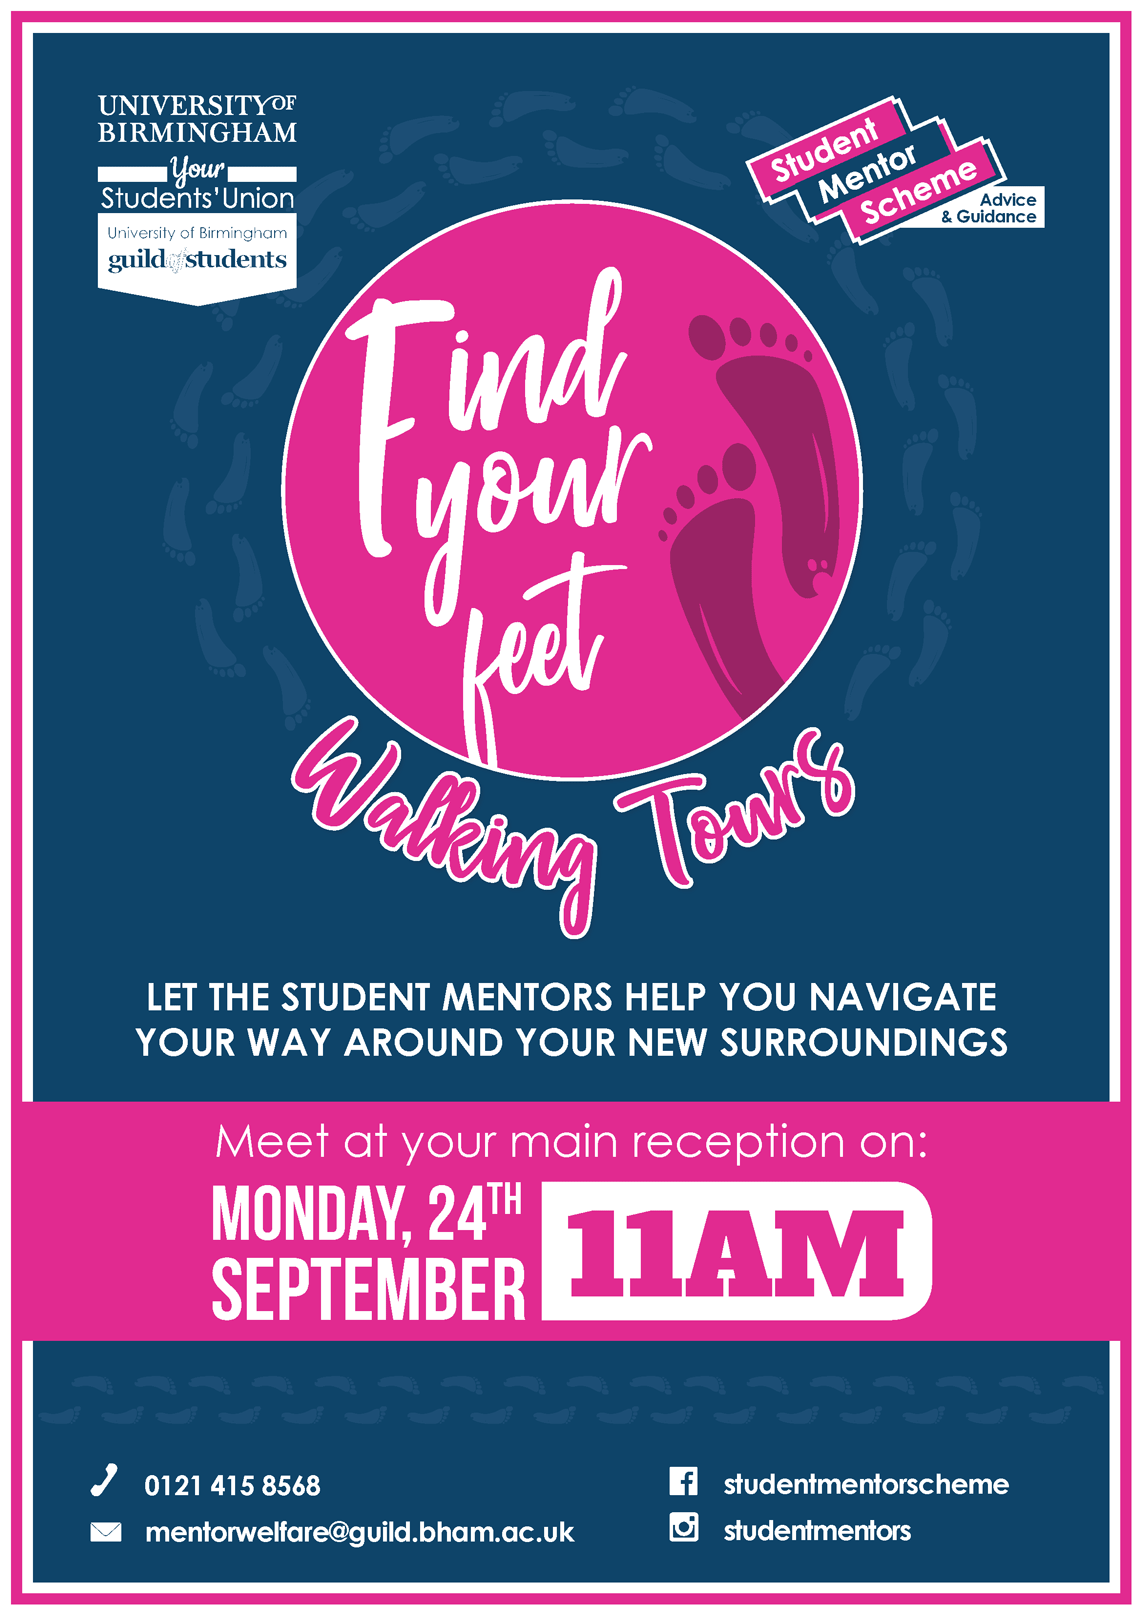 UNIVERSITY OF
BIRMINGHAM
Your
Students' Union
University of Birmingham
guild of students
Student
Mentor
Scheme
Advice
& Guidance
Find
your
feet
Walking Tours
LET THE STUDENT MENTORS HELP YOU NAVIGATE
YOUR WAY AROUND YOUR NEW SURROUNDINGS
Meet at your main reception on:
MONDAY, 24TH
SEPTEMBER
11AM
0121 415 8568
mentorwelfare@guild.bham.ac.uk
studentmentorscheme
studentmentors